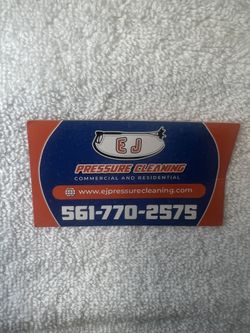 EJ
PRESSURE CLEANING
COMMERCIAL AND RESIDENTIAL
www.ejpressurecleaning.com
561-770-2575